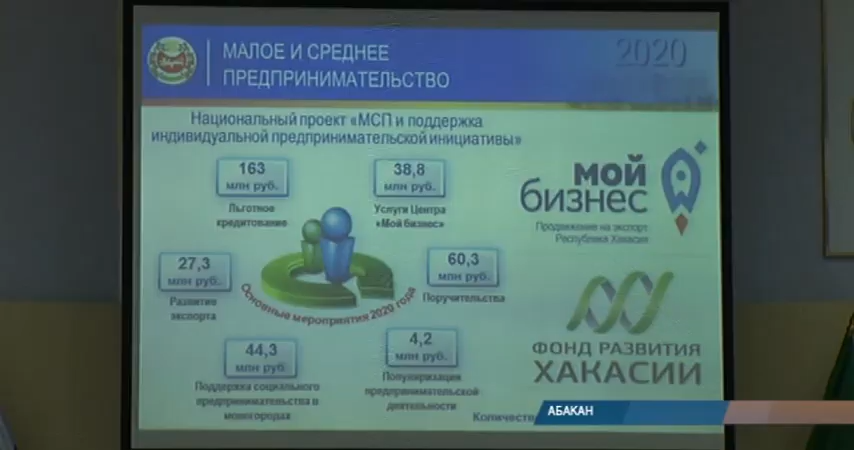 МАЛОЕ И СРЕДНЕЕ
ПРЕДПРИНИМАТЕЛЬСТВО
2020
Национальный проект «МСП и поддержка
индивидуальной предпринимательской инициативы»
163
млн руб.
Льготное
кредитование
38,8
млн руб.
Услуги Центра
«Мой бизнес»
МОЙ
бизнес
Продвижение на экспорт
Республика Хакасия
27,3
млн руб.
Развитие
экспорта
60,3
млн руб.
Поручительства
Основные мероприятия 2020 года
44,3
млн руб
Поддержка социального
предпринимательства и
моногородах
4,2
млн руб.
Популяризация
предпринимательской
деятельности
ФОНД РАЗВИТИЯ
ХАКАСИИ
Количеств
АБАКАН